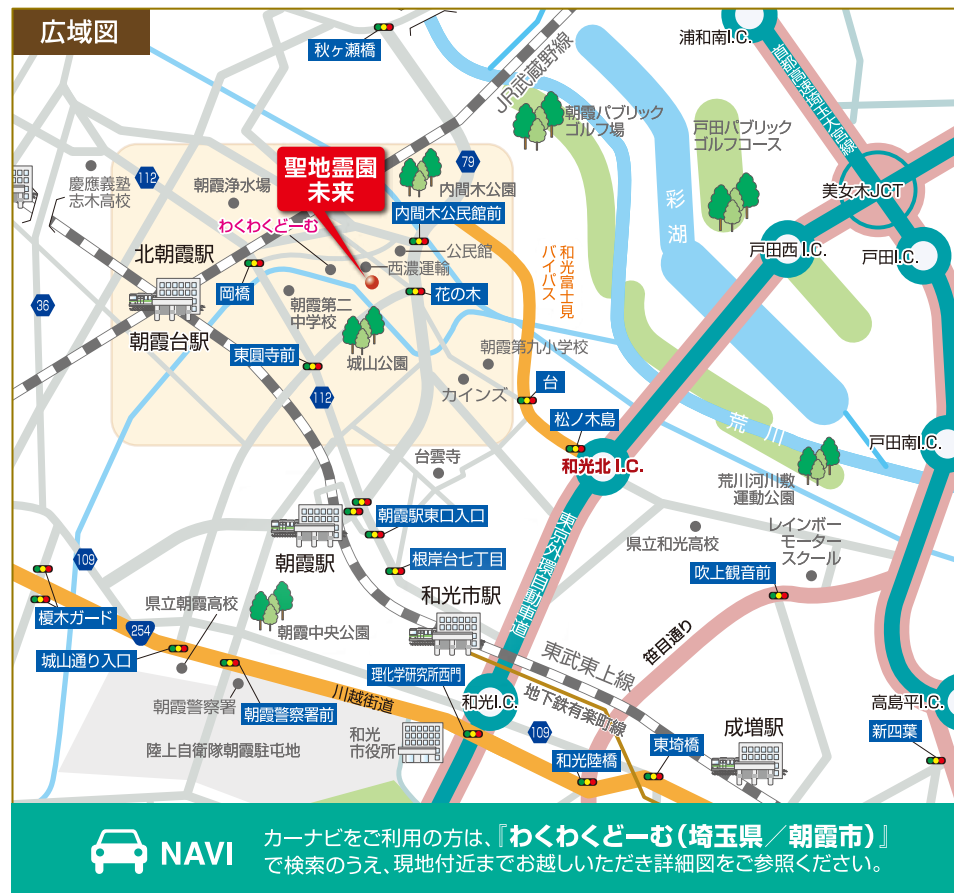 広域図
秋ヶ瀬橋
JR武蔵野線
浦和南I.C.
首都高速埼玉大宮線
朝霞パブリック
ゴルフ場
戸田パブリック
ゴルフコース
彩湖
美女木JCT
戸田西I.C.
戸田I.C.
慶應義塾
志木高校
112
朝霞浄水場
わくわくどーむ
聖地霊園
未来
79
内間木公園
内間木公民館前
公民館
西濃運輸
北朝霞駅
朝霞台駅
岡橋
36
朝霞第二
中学校
花の木
和光富士見
バイパス
城山公園
東圓寺前
朝霞第九小学校
カインズ
台
112
松ノ木島
和光北I.C.
荒川
戸田南I.C.
荒川河川敷
運動公園
台雲寺
朝霞駅東口入口
朝霞駅
根岸台七丁目
東京外環自動車道
県立和光高校
レインボー
モーター
スクール
吹上観音前
109
榎木ガード
254
県立朝霞高校
朝霞中央公園
和光市駅
笹目通り
東武東上線
地下鉄有楽町線
城山通り入口
朝霞警察署
朝霞警察署前
川越街道
理化学研究所西門
和光I.C.
高島平I.C.
新四葉
陸上自衛隊朝霞駐屯地
和光
市役所
109
和光陸橋
東埼橋
成増駅
NAVI
カーナビをご利用の方は、『わくわくどーむ(埼玉県／朝霞市)』
で検索のうえ、現地付近までお越しいただき詳細図をご参照ください。